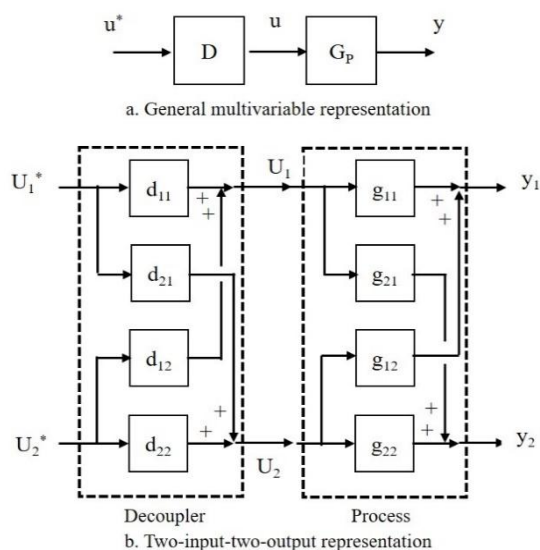 u* u y
D G_P
a. General multivariable representation
U_1* d_11 + + U_1 g_11 + + y_1
d_21 g_21
d_12 g_12
U_2* d_22 + + U_2 g_22 + + y_2
Decoupler Process
b. Two-input-two-output representation